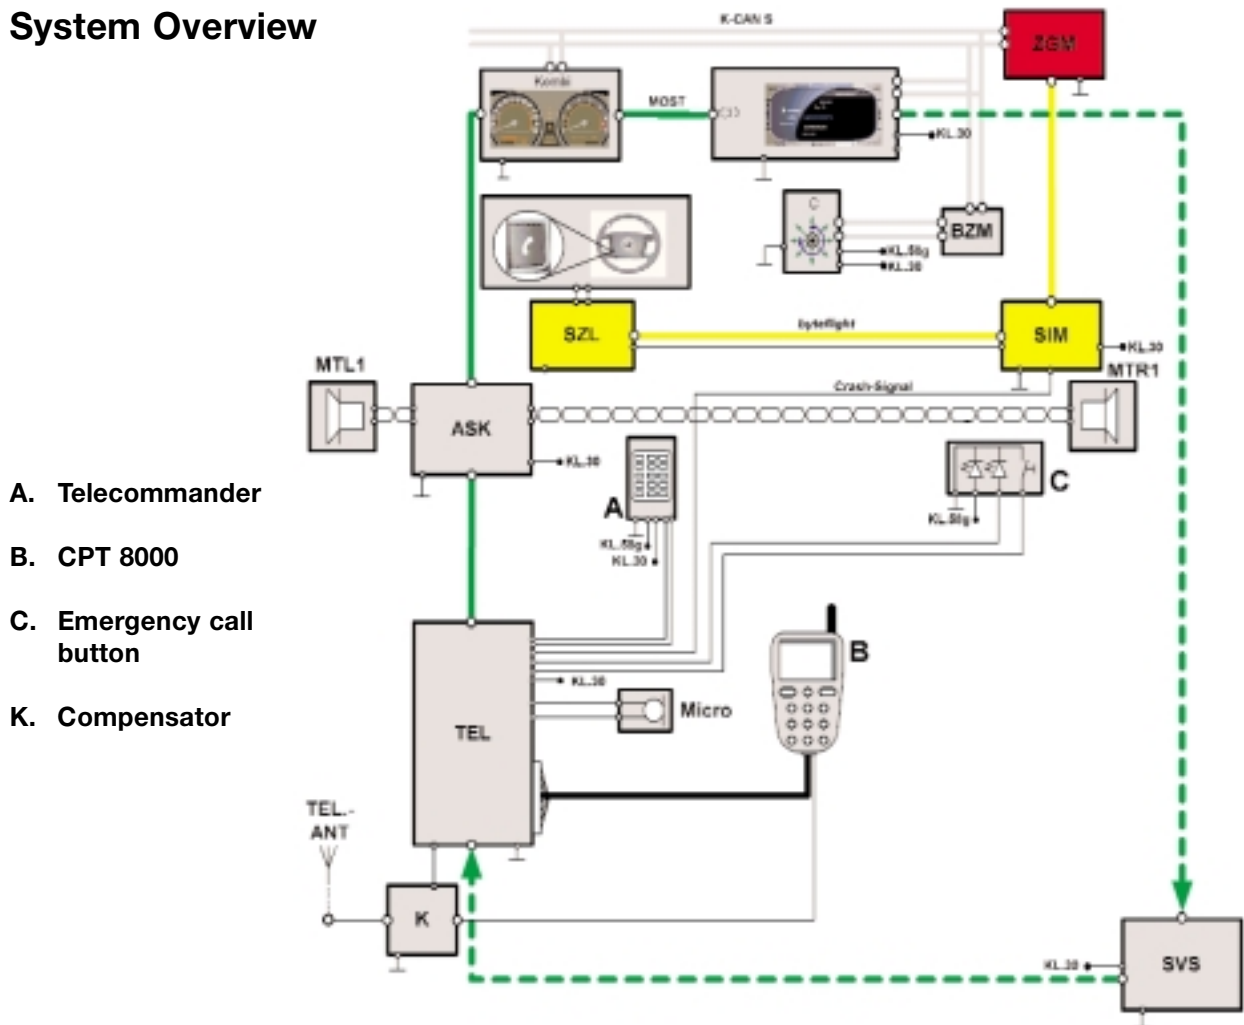 System Overview
K-CAN S
ZGM
Kombi
MOST
KL.30
C
BZM
KL.58g
KL.30
SZL
byteflight
SIM
KL.30
MTL1
MTR1
Crash-Signal
ASK
KL.30
A
C
KL.58g
KL.58g
KL.30
A. Telecommander
B. CPT 8000
C. Emergency call
button
K. Compensator
B
KL.30
Micro
TEL
TEL.-
ANT
K
KL.30
SVS